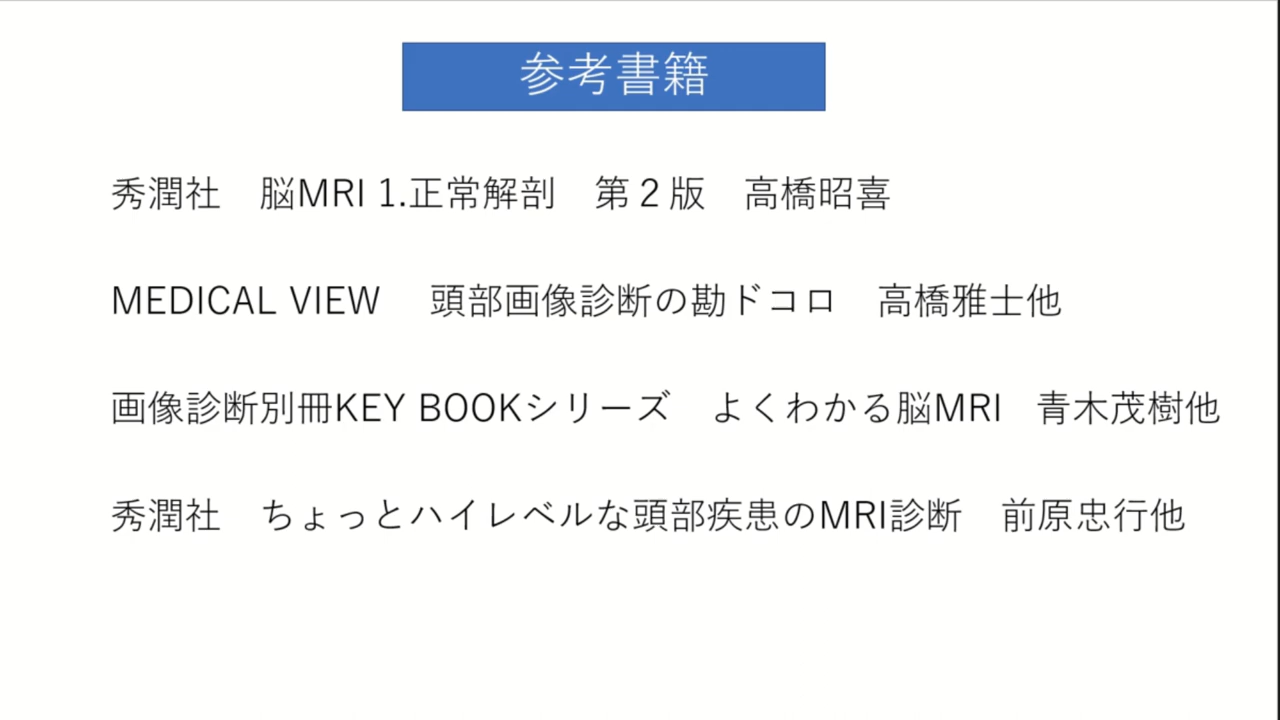 参考書籍
秀潤社　脳MRI 1.正常解剖　第２版　高橋昭喜
MEDICAL VIEW　頭部画像診断の勘ドコロ　高橋雅士他
画像診断別冊KEY BOOKシリーズ　よくわかる脳MRI　青木茂樹他
秀潤社　ちょっとハイレベルな頭部疾患のMRI診断　前原忠行他